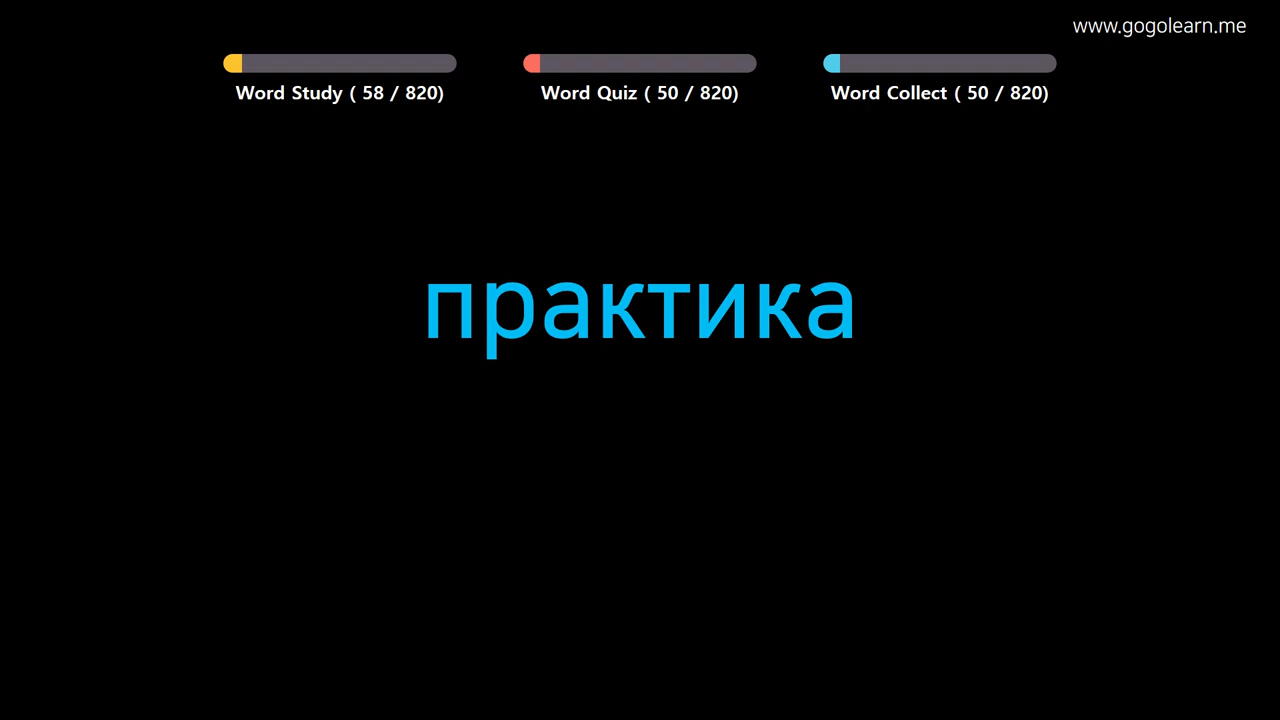 www.gogolearn.me
Word Study ( 58 / 820)
Word Quiz ( 50 / 820)
Word Collect ( 50 / 820)
практика